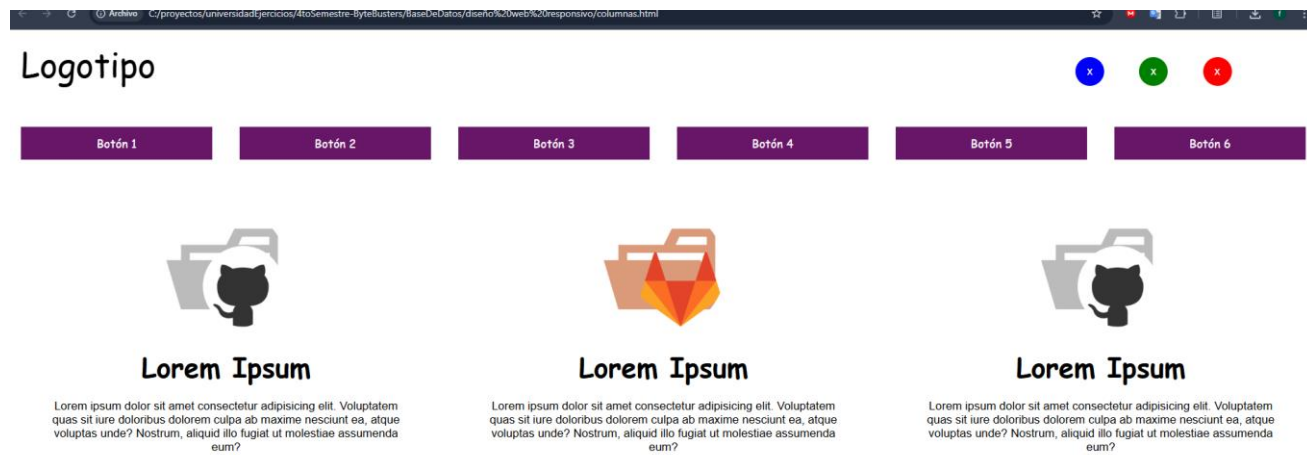 Archivo C:/proyectos/universidadEjercicios/4toSemestre-ByteBusters/BaseDeDatos/diseño%20web%20responsivo/columnas.html
Logotipo
x x x
Botón 1 Botón 2 Botón 3 Botón 4 Botón 5 Botón 6
Lorem Ipsum
Lorem ipsum dolor sit amet consectetur adipisicing elit. Voluptatem
quas sit iure doloribus dolorem culpa ab maxime nesciunt ea, atque
voluptas unde? Nostrum, aliquid illo fugiat ut molestiae assumenda
eum?
Lorem Ipsum
Lorem ipsum dolor sit amet consectetur adipisicing elit. Voluptatem
quas sit iure doloribus dolorem culpa ab maxime nesciunt ea, atque
voluptas unde? Nostrum, aliquid illo fugiat ut molestiae assumenda
eum?
Lorem Ipsum
Lorem ipsum dolor sit amet consectetur adipisicing elit. Voluptatem
quas sit iure doloribus dolorem culpa ab maxime nesciunt ea, atque
voluptas unde? Nostrum, aliquid illo fugiat ut molestiae assumenda
eum?